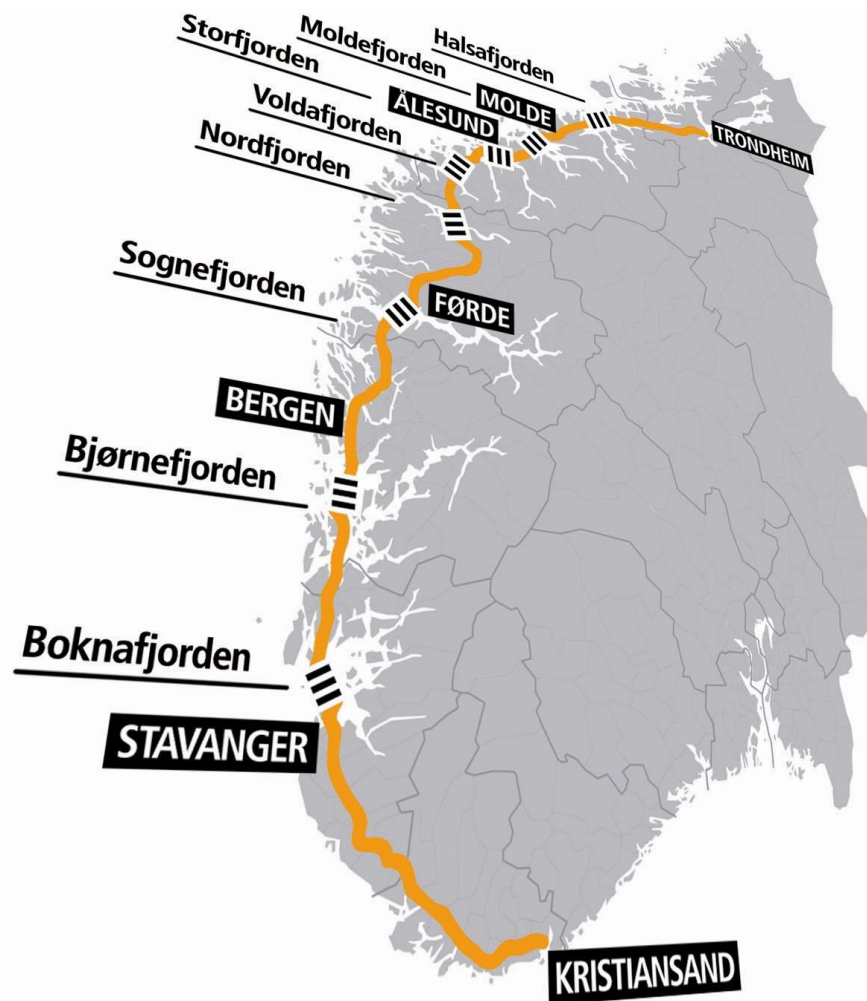 Halsafjorden
Moldefjorden
Storfjorden
MOLDE
ÅLESUND
Voldafjorden
Nordfjorden
TRONDHEIM
Sognefjorden
FØRDE
BERGEN
Bjørnefjorden
Boknafjorden
STAVANGER
KRISTIANSAND